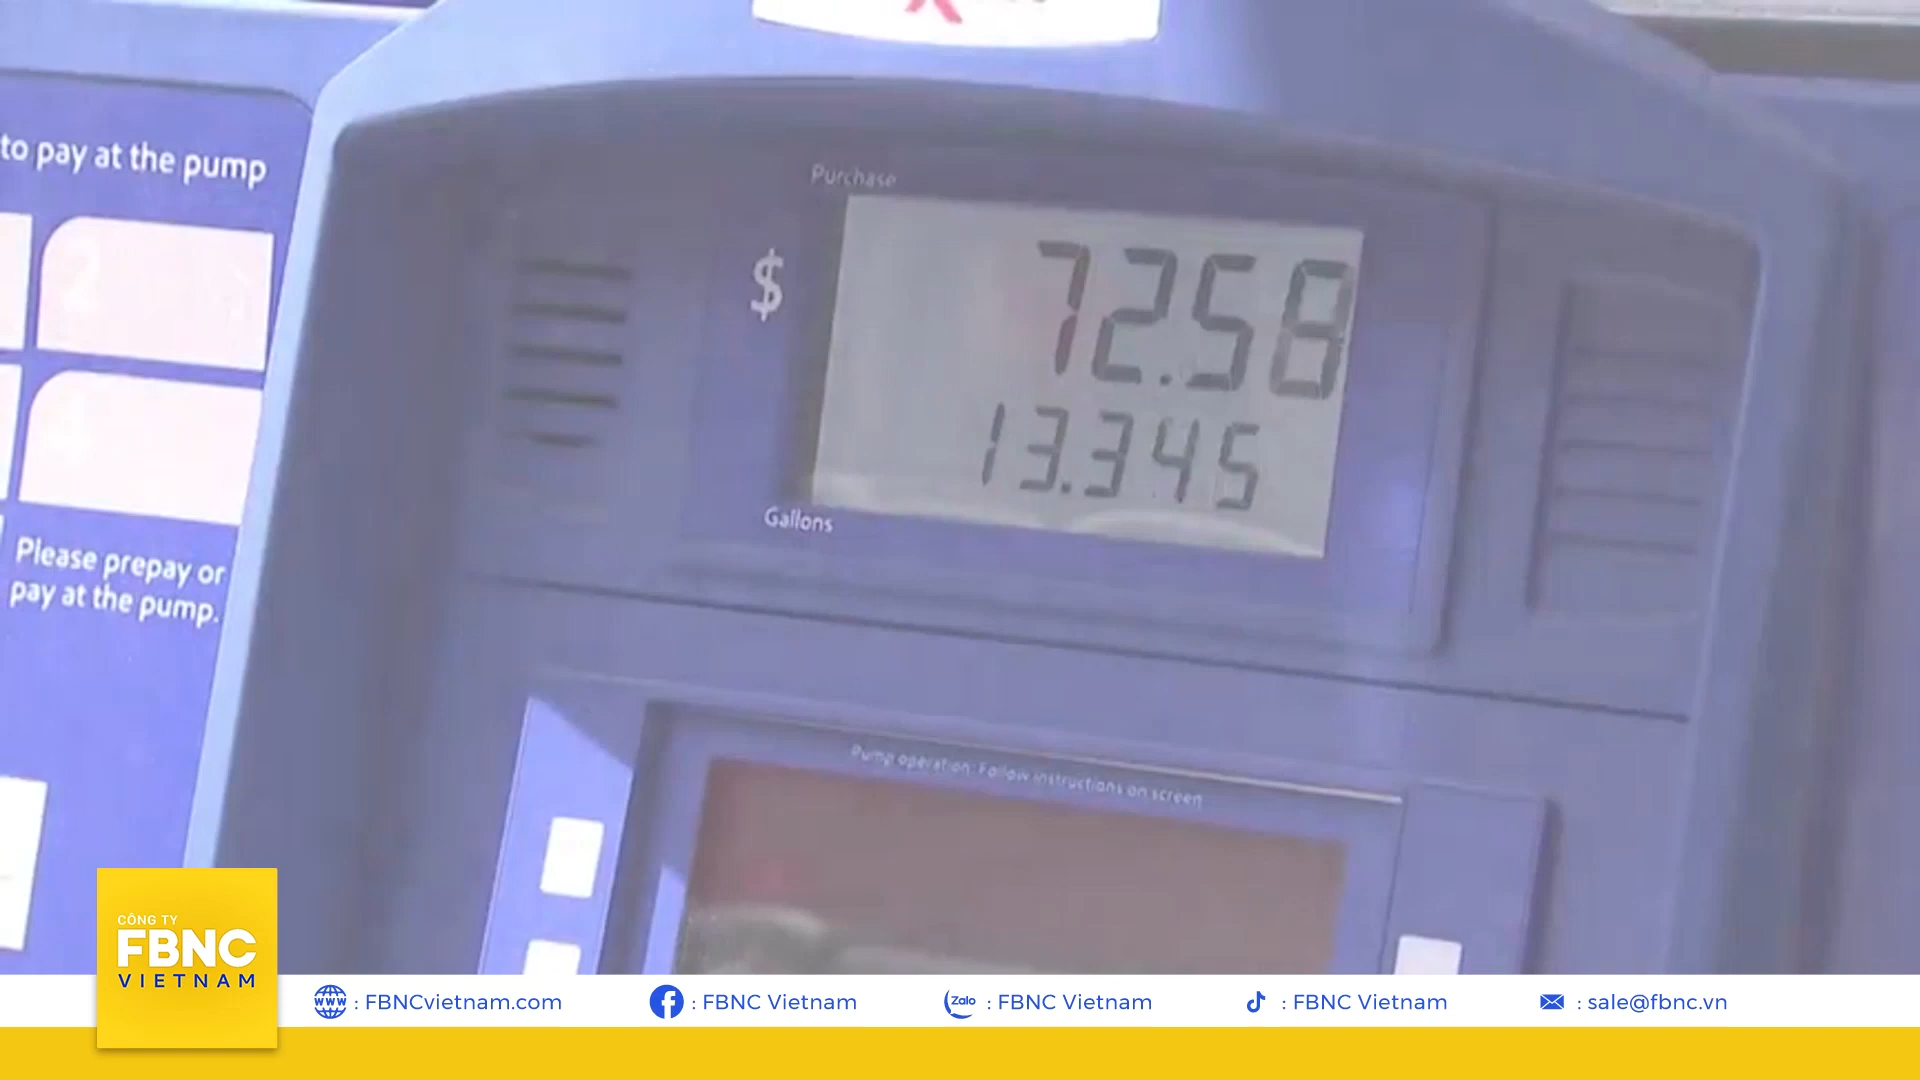 to pay at the pump
Purchase
$
72.58
13.345
Gallons
Please prepay or
pay at the pump.
Pump operation: Follow instructions on screen
CÔNG TY
FBNC
VIETNAM
www : FBNCvietnam.com
: FBNC Vietnam
Zalo : FBNC Vietnam
: FBNC Vietnam
: sale@fbnc.vn